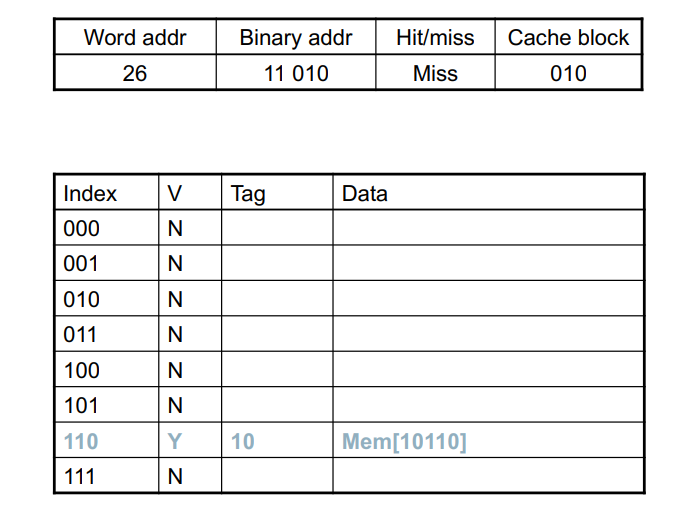 Word addr Binary addr Hit/miss Cache block
26 11 010 Miss 010
Index V Tag Data
000 N
001 N
010 N
011 N
100 N
101 N
110 Y 10 Mem[10110]
111 N